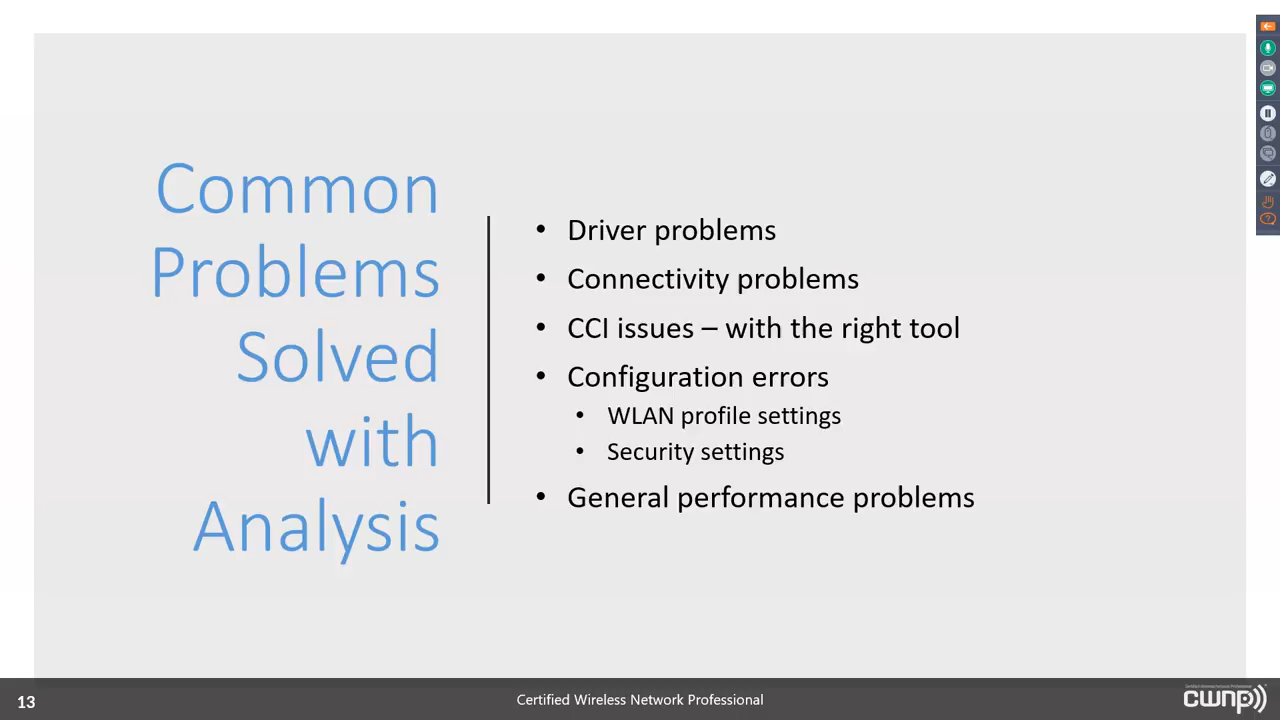 Common
Problems
Solved
with
Analysis
• Driver problems
• Connectivity problems
• CCI issues – with the right tool
• Configuration errors
• WLAN profile settings
• Security settings
• General performance problems
13
Certified Wireless Network Professional
cwnp